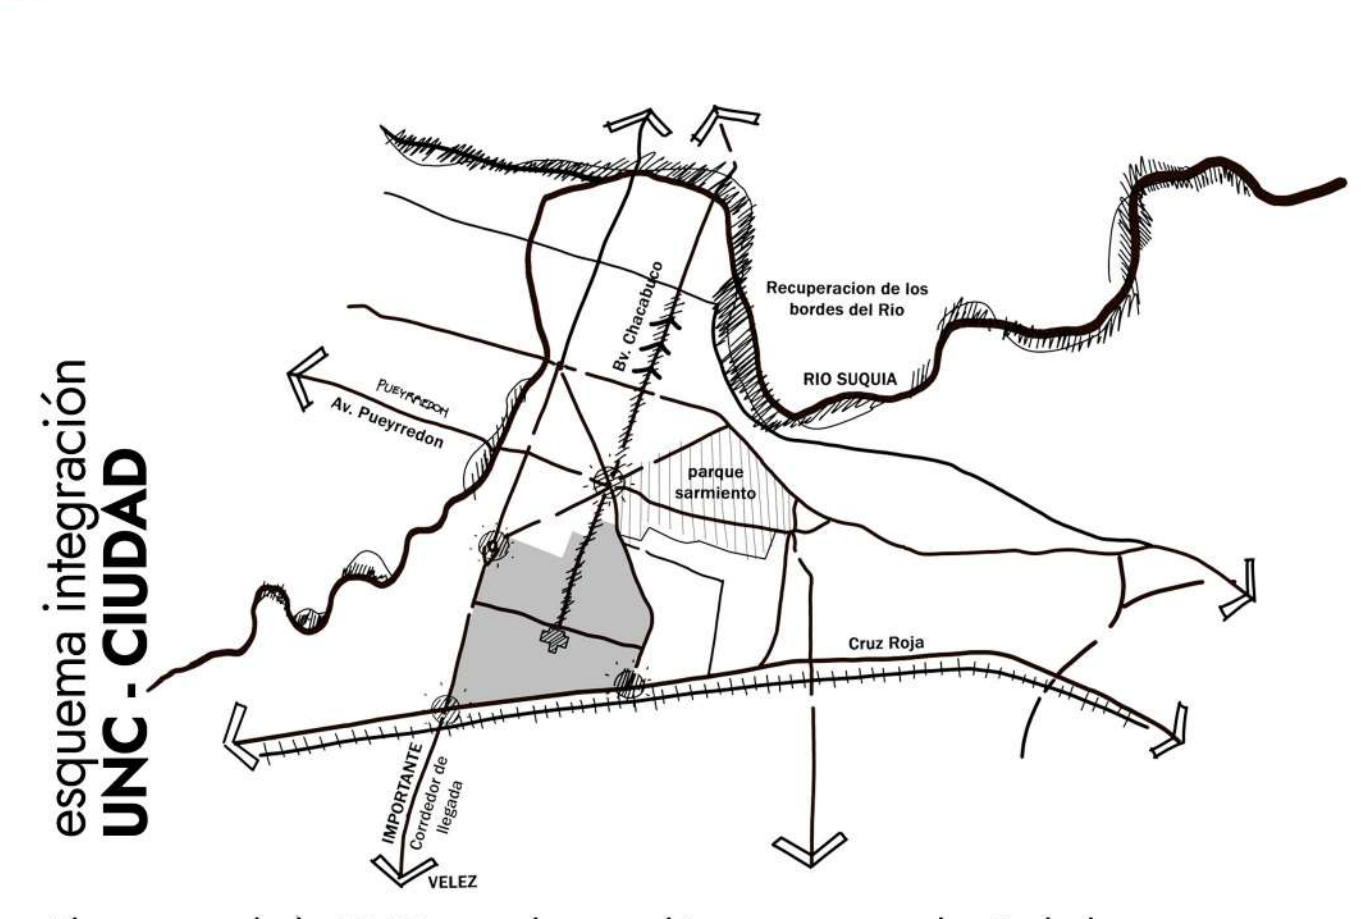 esquema integración
UNC - CIUDAD
Bv. Chacabuco
Recuperacion de los
bordes del Rio
RIO SUQUIA
PUEYRREDON
Av. Pueyrredon
parque
sarmiento
Cruz Roja
IMPORTANTE
Corrdedor de
llegada
VELEZ